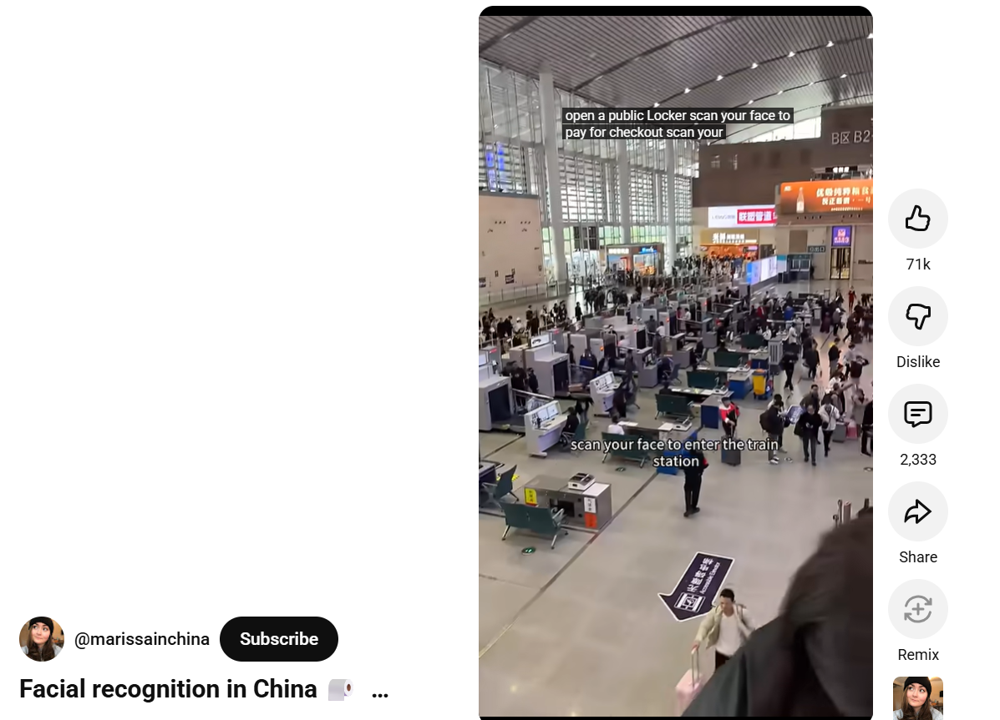 open a public Locker scan your face to
pay for checkout scan your
B区 B2
scan your face to enter the train
station
71k
Dislike
2,333
Share
Remix
@marissainchina
Subscribe
Facial recognition in China
...